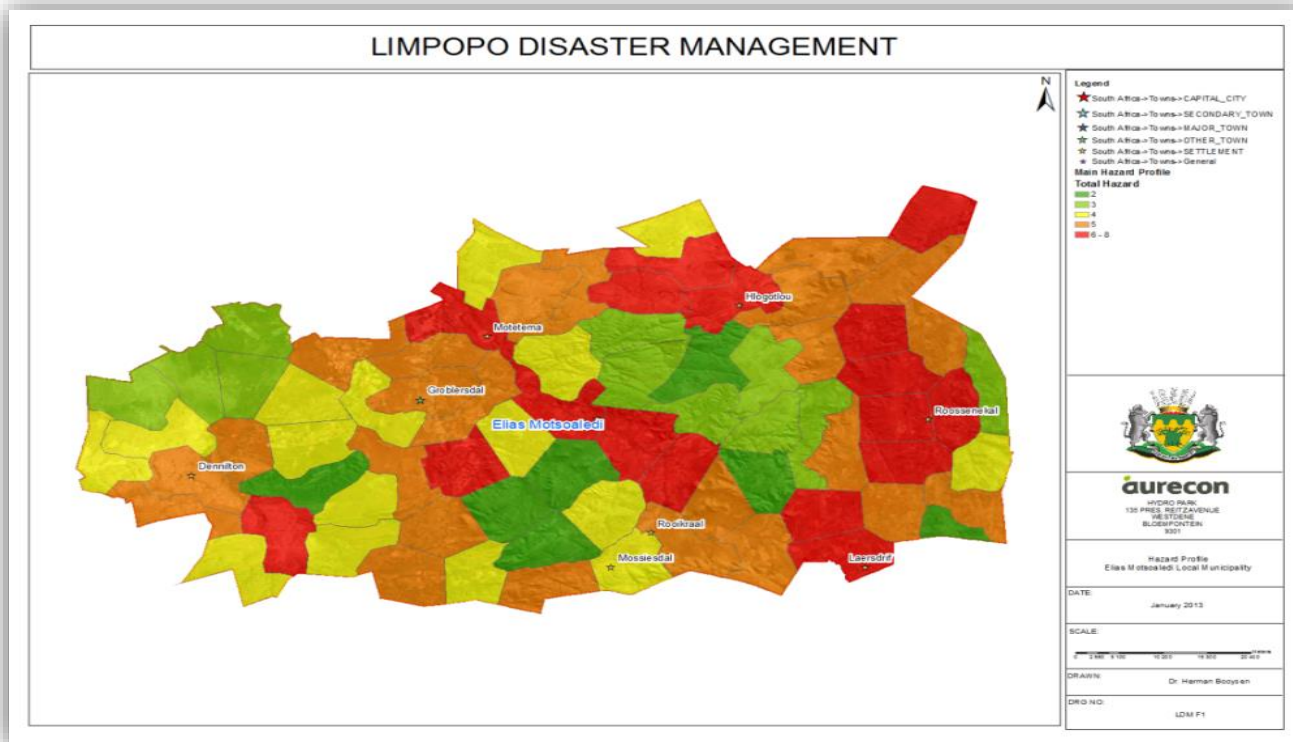 LIMPOPO DISASTER MANAGEMENT
N
Hlogotlou
Motetema
Groblersdal
Elias Motsoaledi
Roossenekal
Dennilton
Rooikraal
Mossiesdal
Laersdrif
Legend
South Africa->Towns->CAPITAL_CITY
South Africa->Towns->SECONDARY_TOWN
South Africa->Towns->MAJOR_TOWN
South Africa->Towns->OTHER_TOWN
South Africa->Towns->SETTLEMENT
South Africa->Towns->General
Main Hazard Profile
Total Hazard
2
3
4
5
6 - 8
aurecon
HYDRO PARK
135 PRES. REITZ AVENUE
WESTDENE
BLOEMFONTEIN
9301
Hazard Profile
Elias Motsoaledi Local Municipality
DATE:
January 2013
SCALE:
DRAWN:
Dr. Herman Booysen
DRG NO:
LDM F1